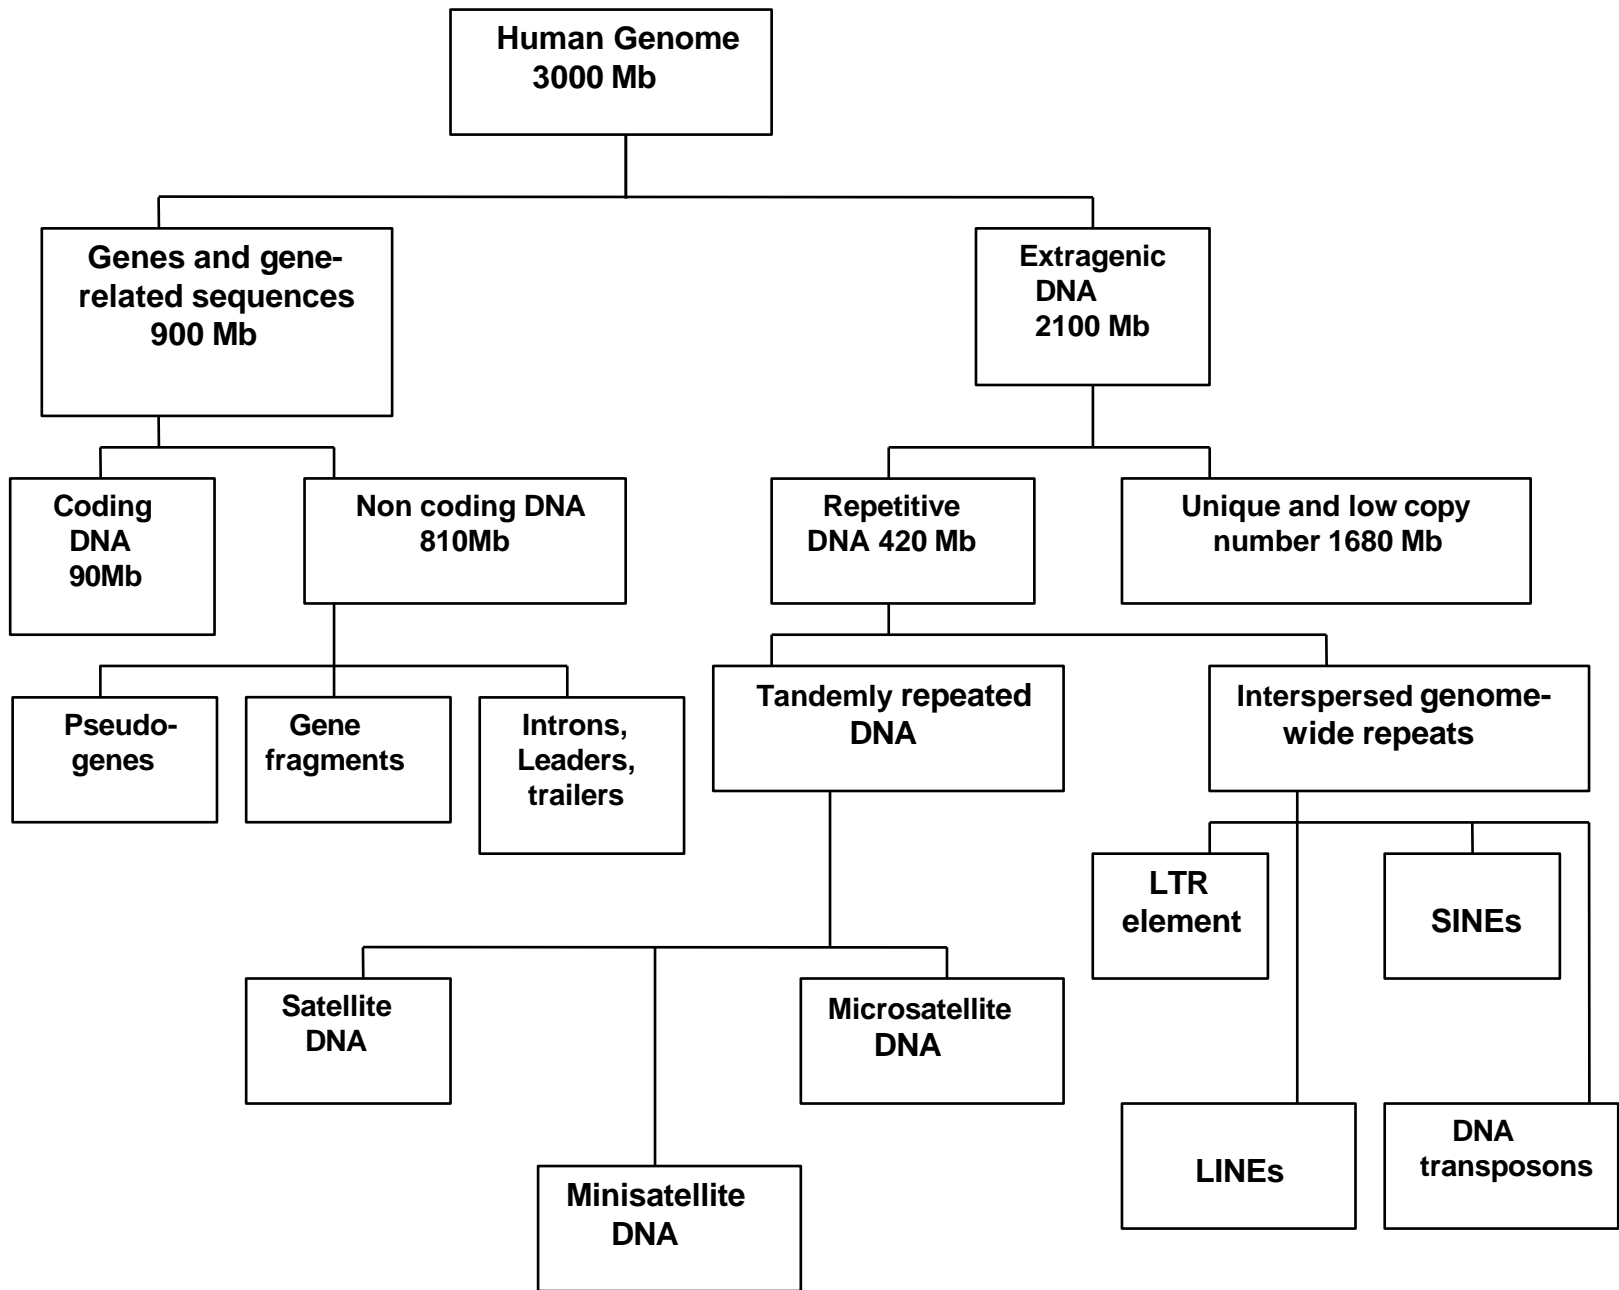 Human Genome
3000 Mb
Genes and gene-
related sequences
900 Mb
Extragenic
DNA
2100 Mb
Coding
DNA
90Mb
Non coding DNA
810Mb
Repetitive
DNA 420 Mb
Unique and low copy
number 1680 Mb
Pseudo-
genes
Gene
fragments
Introns,
Leaders,
trailers
Tandemly repeated
DNA
Interspersed genome-
wide repeats
LTR
element
SINEs
Satellite
DNA
Microsatellite
DNA
LINEs
DNA
transposons
Minisatellite
DNA